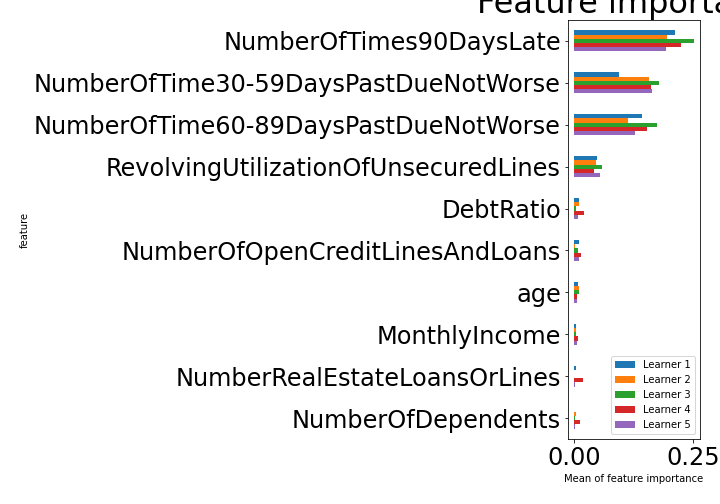 Feature importa
NumberOfTimes90DaysLate
NumberOfTime30-59DaysPastDueNotWorse
NumberOfTime60-89DaysPastDueNotWorse
RevolvingUtilizationOfUnsecuredLines
feature
DebtRatio
NumberOfOpenCreditLinesAndLoans
age
MonthlyIncome
NumberRealEstateLoansOrLines
NumberOfDependents
Learner 1
Learner 2
Learner 3
Learner 4
Learner 5
0.00 0.25
Mean of feature importance